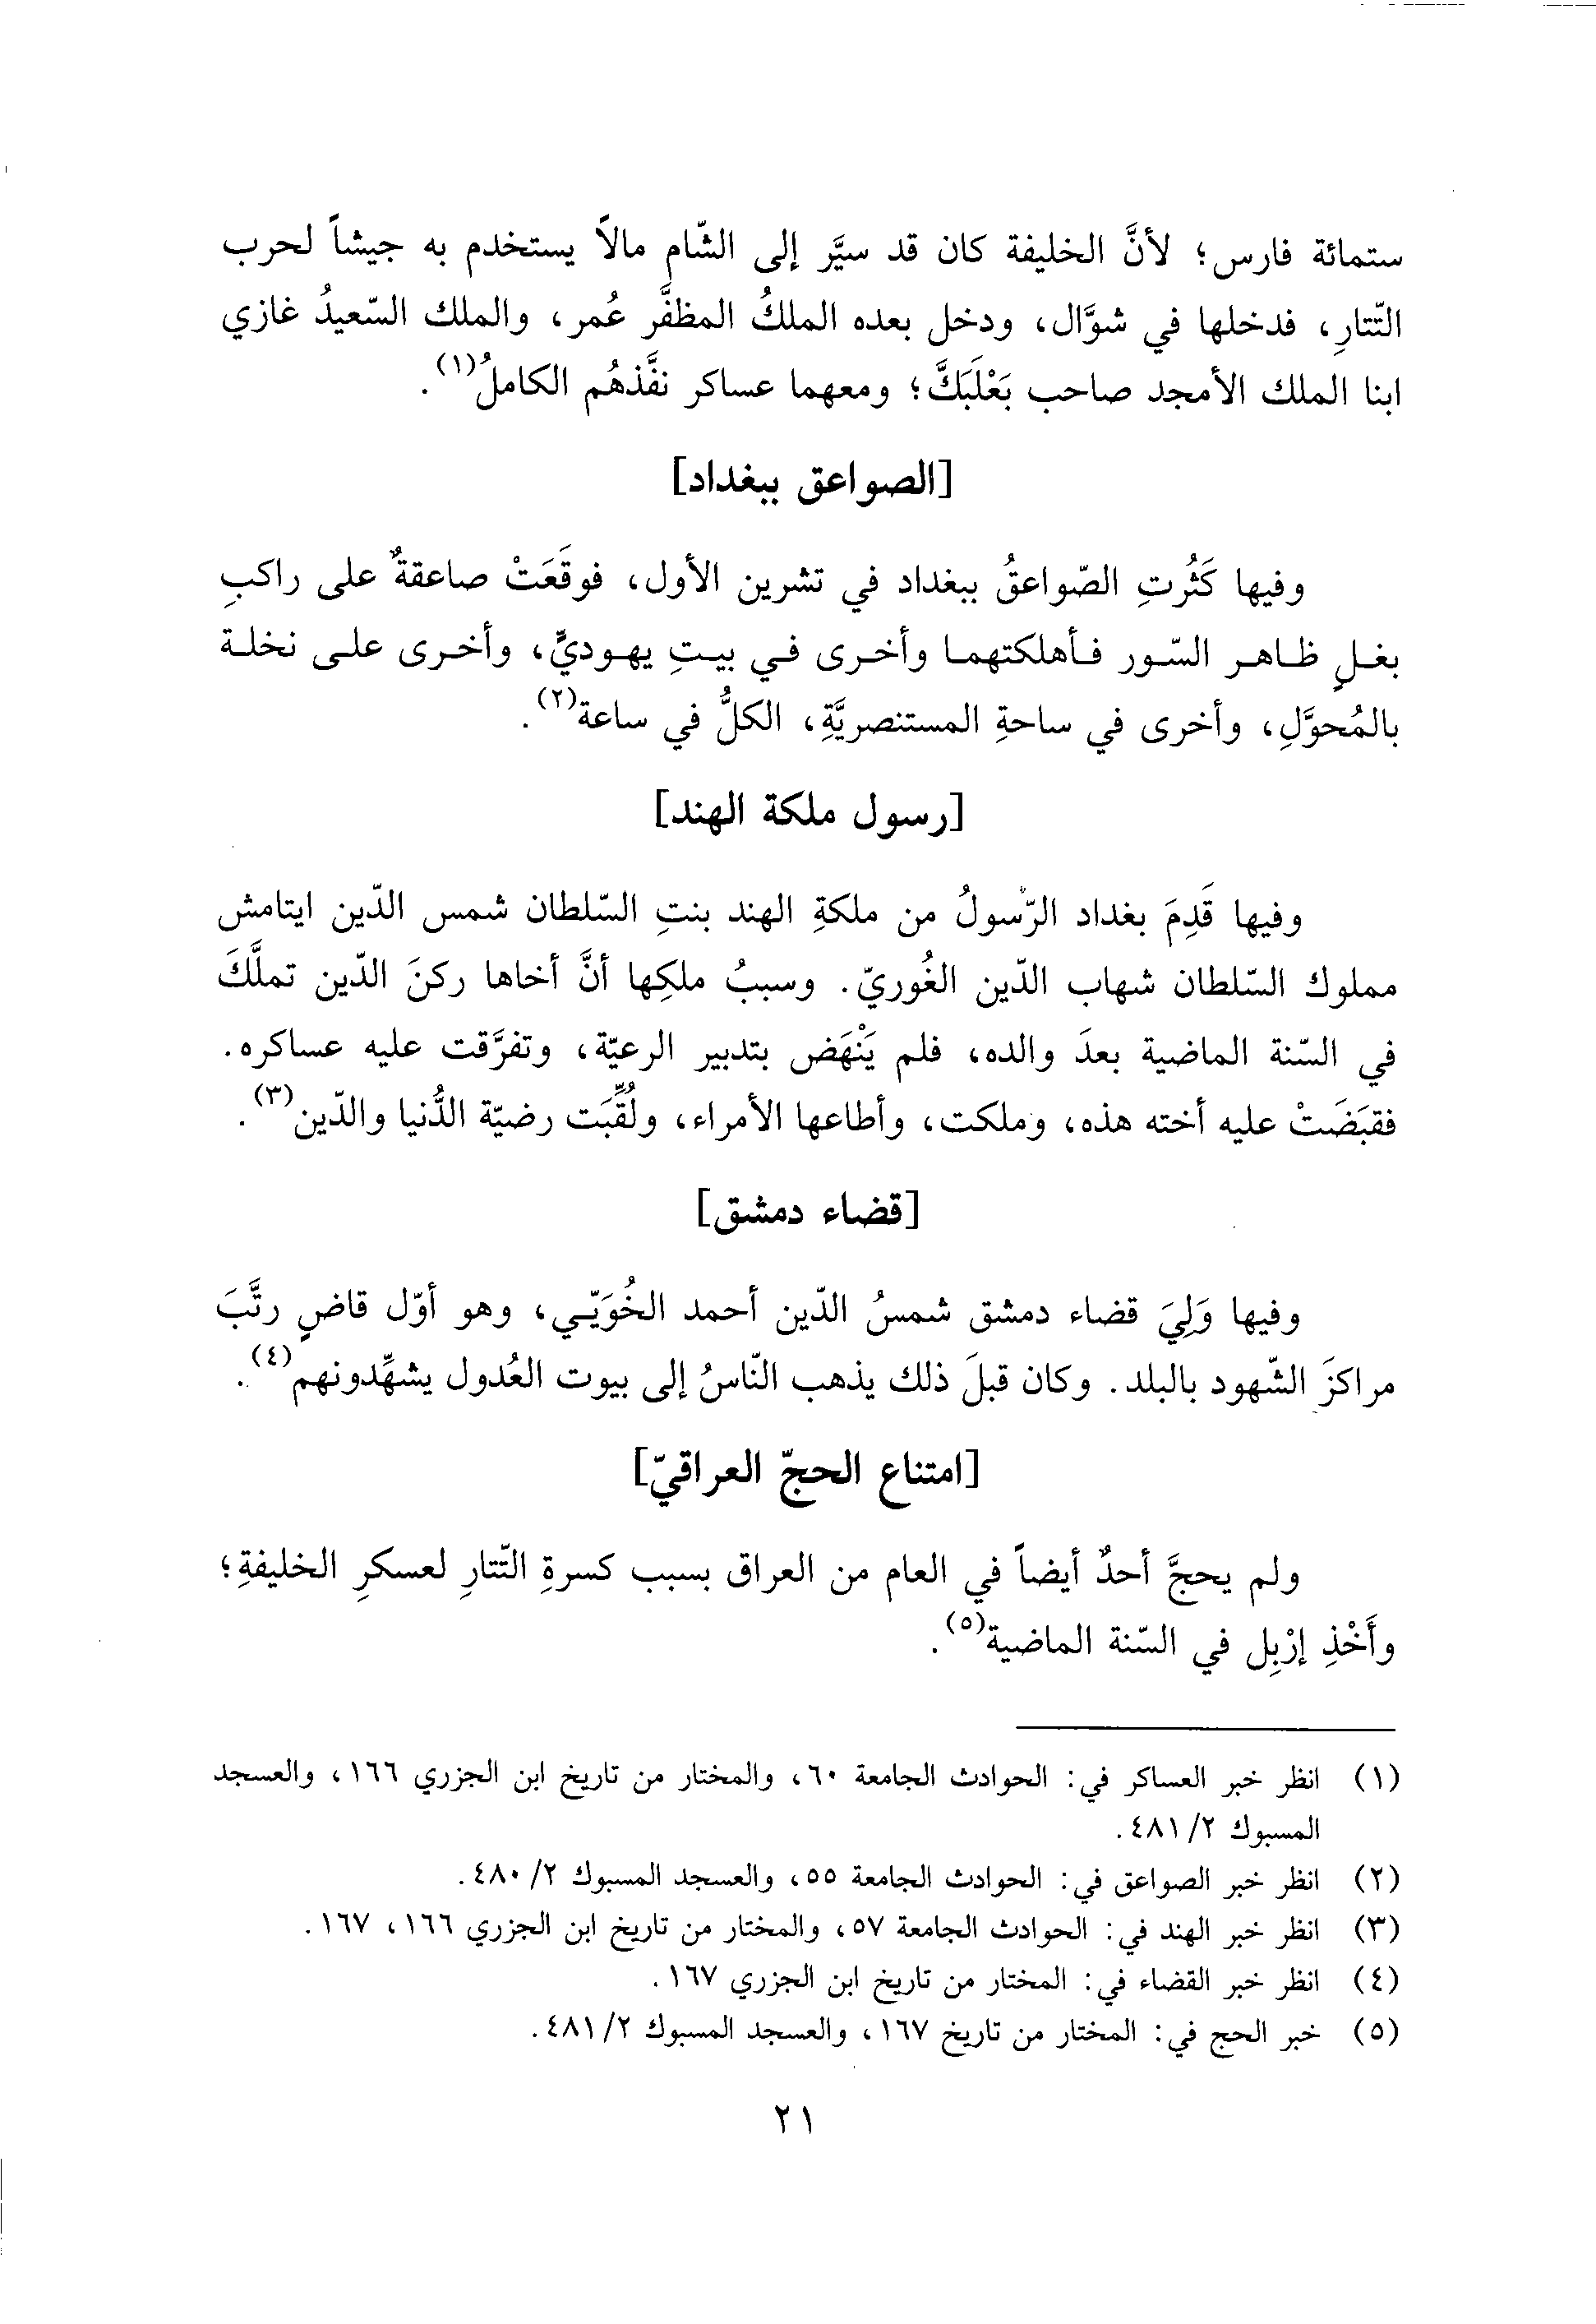 ستمائة فارس؛ لأنَّ الخليفة كان قد سيَّر إلى الشّام مالاً يستخدم به جيشاً لحرب
التّتارِ، فدخلها في شوَّال، ودخل بعده الملكُ المظفَّر عُمر، والملك السّعيدُ غازي
ابنا الملك الأمجد صاحب بَعْلَبَكَّ؛ ومعهما عساكر نفَّذهُم الكاملُ(١).
[الصواعق ببغداد]
وفيها كَثُرتِ الصّواعقُ ببغداد في تشرين الأول، فوقَعَتْ صاعقةٌ على راكبِ
بغلٍ ظاهر السّور فأهلكتهما وأخرى في بيتِ يهوديٍّ، وأخرى على نخلة
بالمُحوَّلِ، وأخرى في ساحةِ المستنصريَّةِ، الكلُّ في ساعة(٢).
[رسول ملكة الهند]
وفيها قَدِمَ بغداد الرّسولُ من ملكةِ الهند بنتِ السّلطان شمس الدّين ايتامش
مملوك السّلطان شهاب الدّين الغُوريّ. وسببُ ملكِها أنَّ أخاها ركنَ الدّين تملَّكَ
في السّنة الماضية بعدَ والده، فلم يَنْهَض بتدبير الرعيّة، وتفرَّقت عليه عساكره.
فقبَضَتْ عليه أخته هذه، وملكت، وأطاعها الأمراء، ولُقِّبَت رضيّة الدُّنيا والدّين(٣).
[قضاء دمشق]
وفيها وَلِيَ قضاء دمشق شمسُ الدّين أحمد الخُوَيّي، وهو أوّل قاضٍ رتَّبَ
مراكزَ الشّهود بالبلد. وكان قبلَ ذلك يذهب النّاسُ إلى بيوت العُدول يشهِّدونهم(٤).
[امتناع الحجّ العراقيّ]
ولم يحجَّ أحدٌ أيضاً في العام من العراق بسبب كسرةِ التّتارِ لعسكرِ الخليفةِ؛
وأَخْذِ إرْبِل في السّنة الماضية(٥).
(١) انظر خبر العساكر في: الحوادث الجامعة ٦٠، والمختار من تاريخ ابن الجزري ١٦٦، والعسجد
المسبوك ٢/ ٤٨١.
(٢) انظر خبر الصواعق في: الحوادث الجامعة ٥٥، والعسجد المسبوك ٢/ ٤٨٠.
(٣) انظر خبر الهند في: الحوادث الجامعة ٥٧، والمختار من تاريخ ابن الجزري ١٦٦، ١٦٧.
(٤) انظر خبر القضاء في: المختار من تاريخ ابن الجزري ١٦٧.
(٥) خبر الحج في: المختار من تاريخ ١٦٧، والعسجد المسبوك ٢/ ٤٨١.
٢١